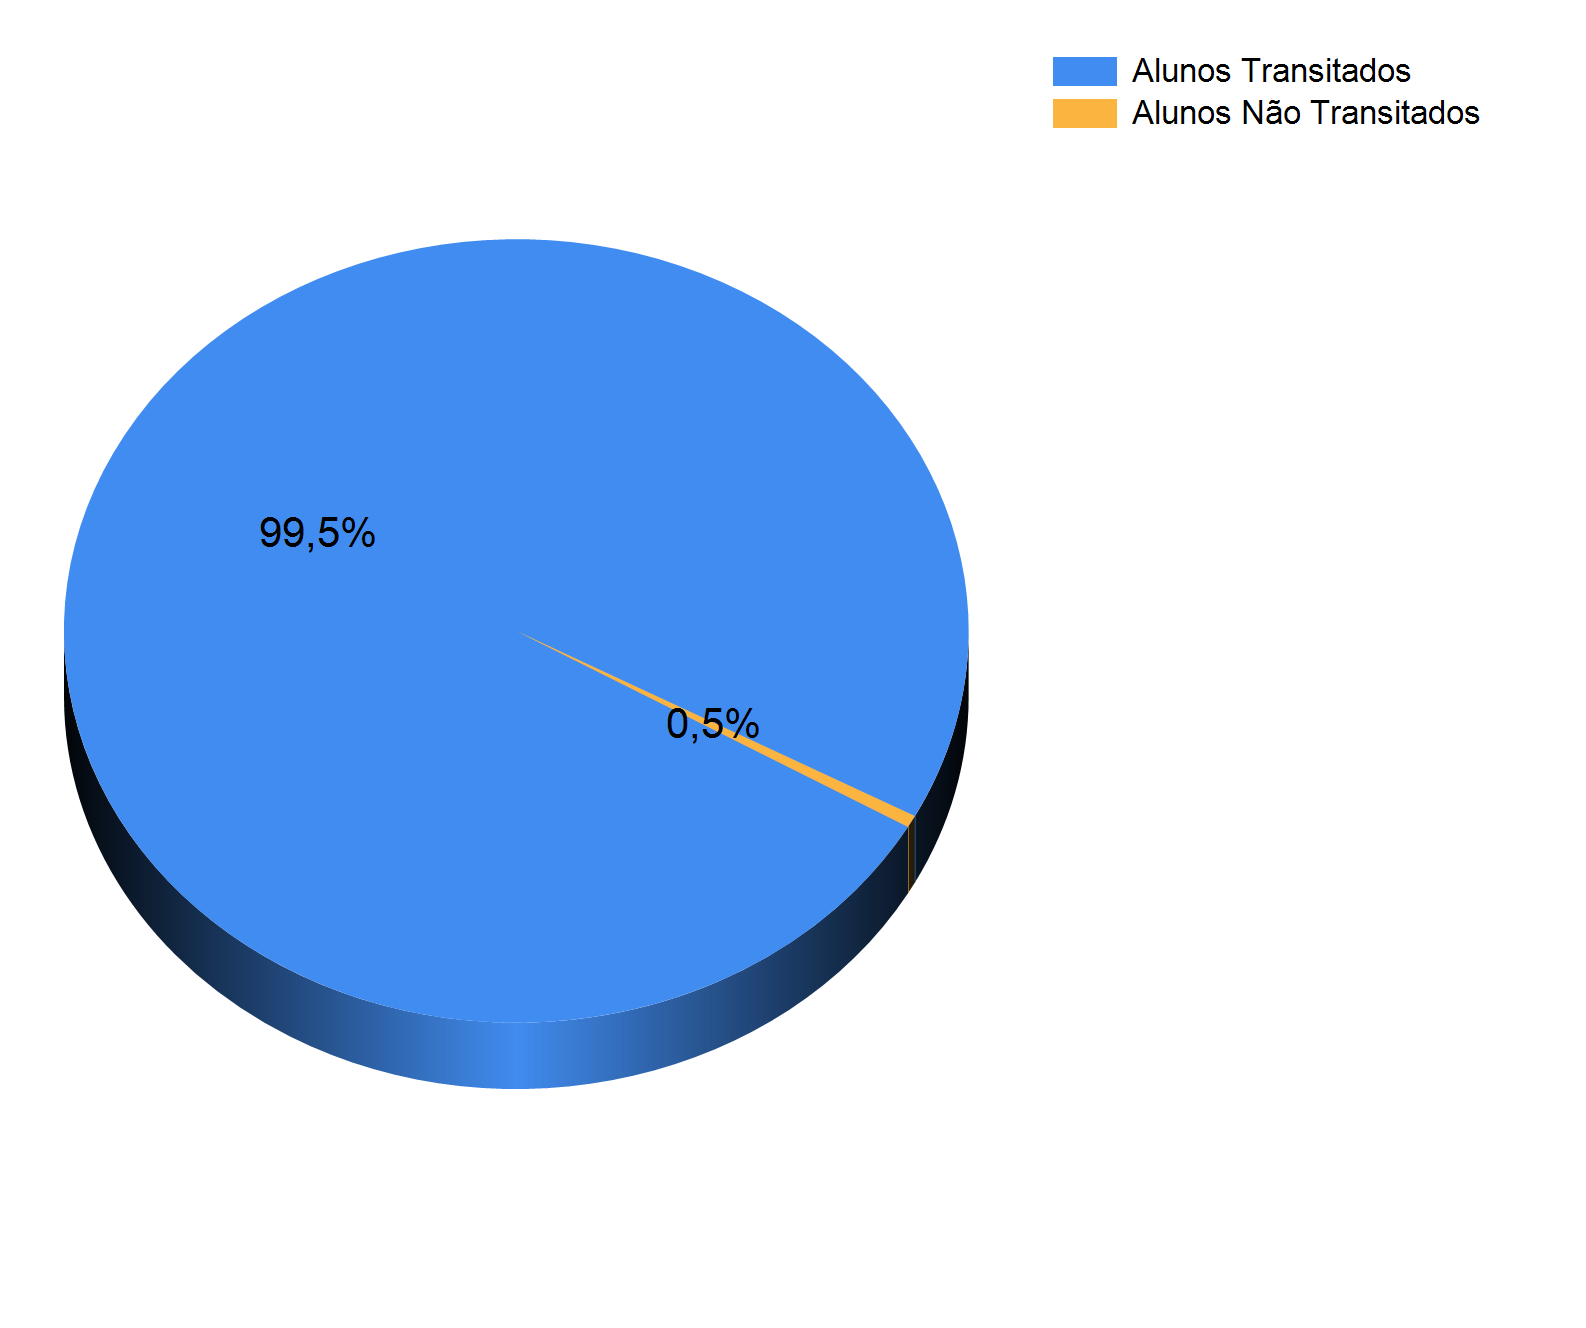 Alunos Transitados
Alunos Não Transitados
99,5%
0,5%